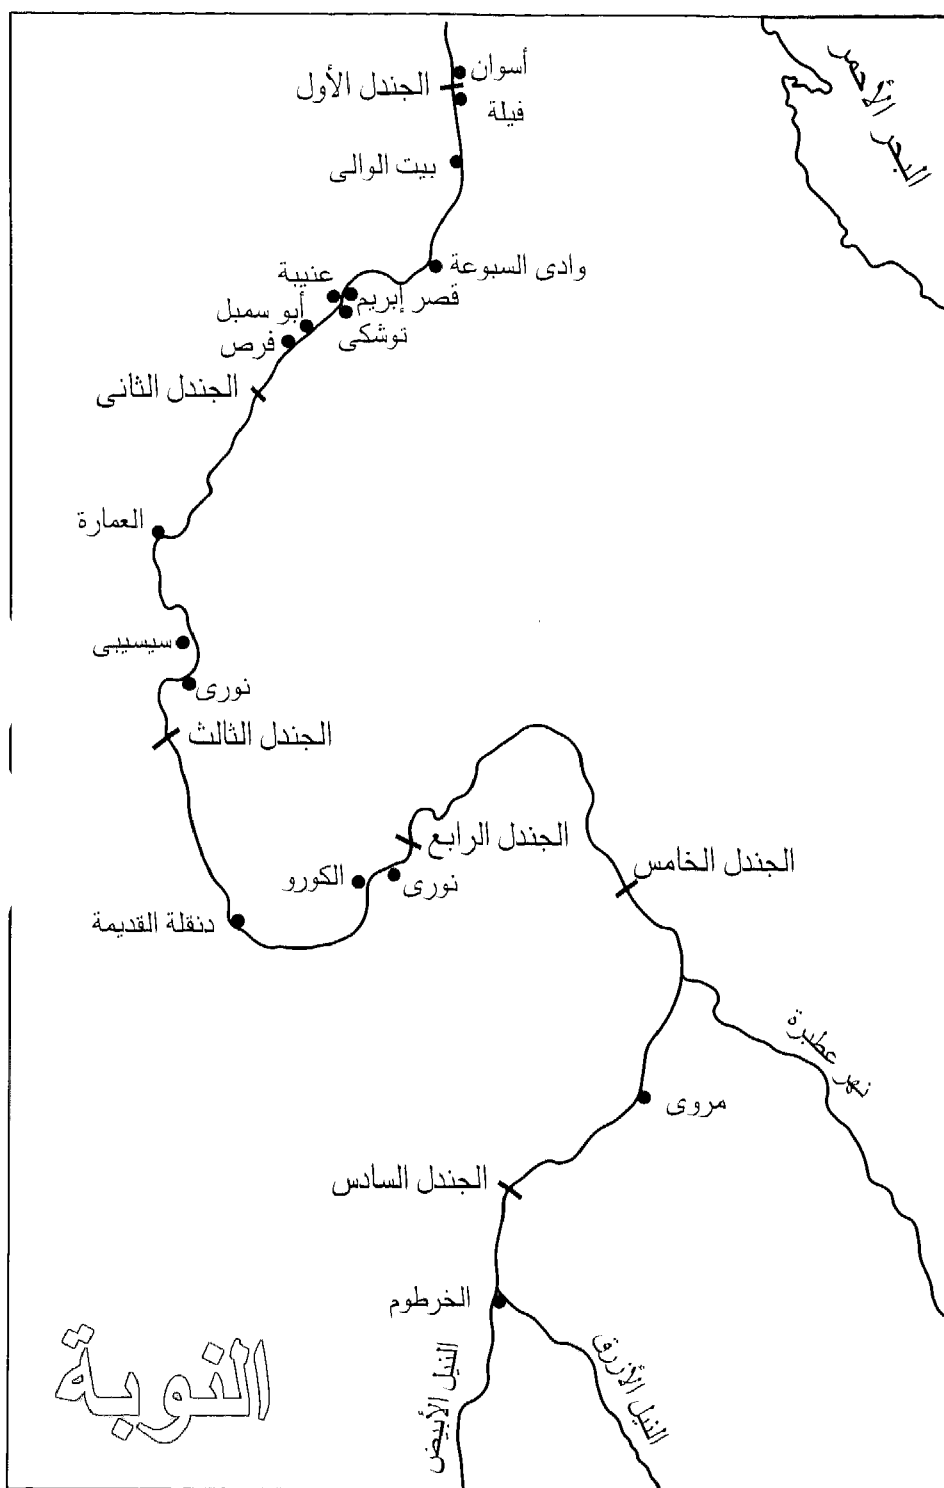 البحر الأحمر
أسوان
الجندل الأول
فيلة
بيت الوالى
وادى السبوعة
عنيبة
قصر إبريم
أبو سمبل
توشكى
فرص
الجندل الثانى
العمارة
سيسيبى
نورى
الجندل الثالث
الجندل الرابع
الجندل الخامس
الكورو
نورى
دنقلة القديمة
نهر عطبرة
مروى
الجندل السادس
الخرطوم
النيل الأزرق
النيل الأبيض
النوبة